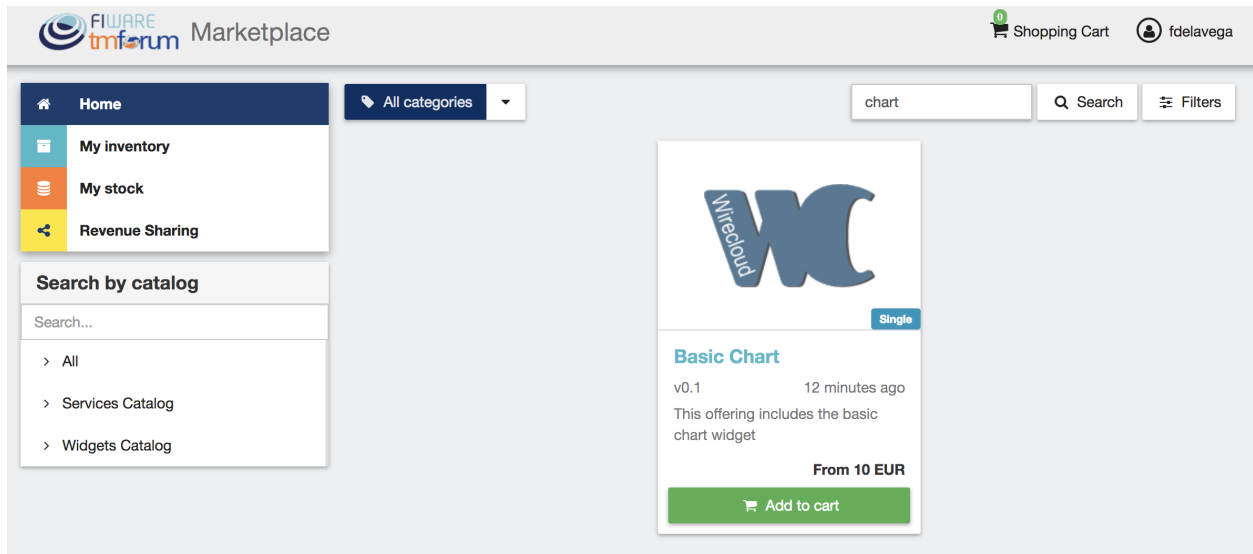 FIWARE
tmforum
Marketplace
0
Shopping Cart
fdelavega
Home
My inventory
My stock
Revenue Sharing
Search by catalog
Search...
All
Services Catalog
Widgets Catalog
All categories
chart
Search
Filters
Wirecloud
WC
Single
Basic Chart
v0.1 12 minutes ago
This offering includes the basic
chart widget
From 10 EUR
Add to cart